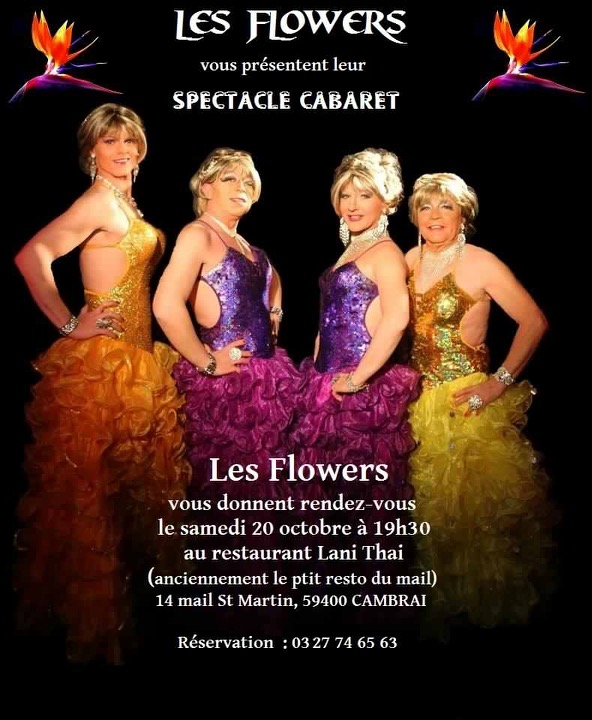 LES FLOWERS
vous présentent leur
SPECTACLE CABARET
Les Flowers
vous donnent rendez-vous
le samedi 20 octobre à 19h30
au restaurant Lani Thai
(anciennement le ptit resto du mail)
14 mail St Martin, 59400 CAMBRAI
Réservation : 03 27 74 65 63